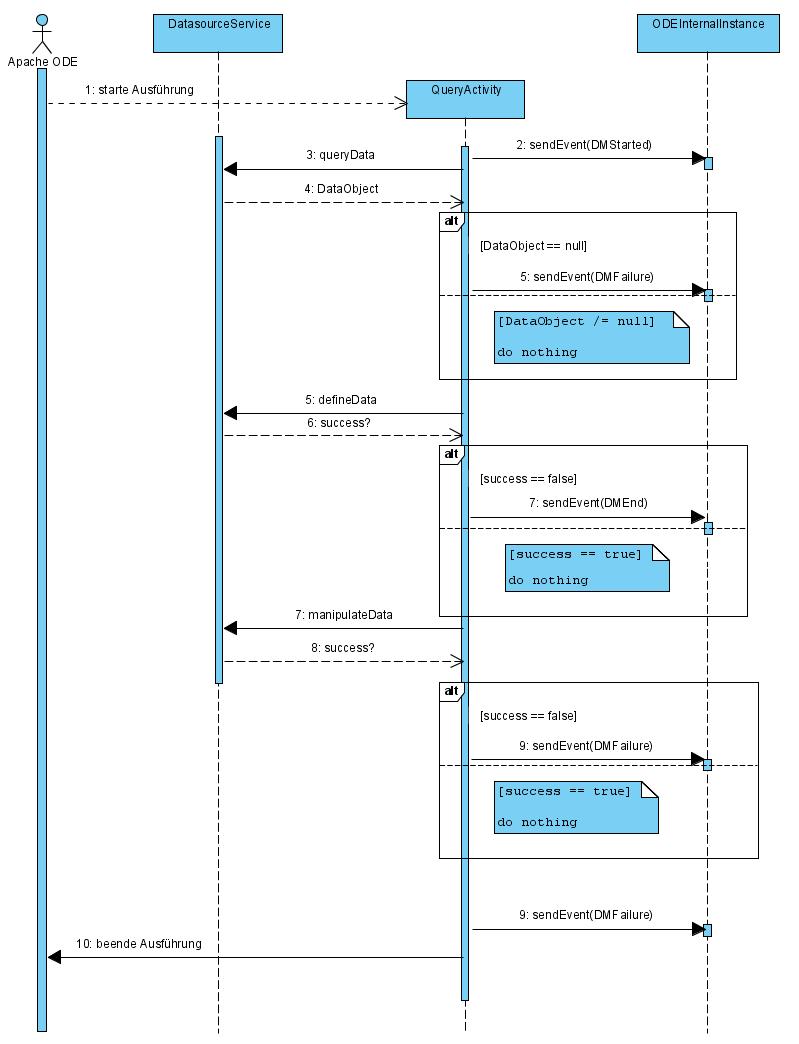 DatasourceService
ODEInternalInstance
Apache ODE
1: starte Ausführung
QueryActivity
2: sendEvent(DMStarted)
3: queryData
4: DataObject
alt
[DataObject == null]
5: sendEvent(DMFailure)
[DataObject /= null]
do nothing
5: defineData
6: success?
alt
[success == false]
7: sendEvent(DMEnd)
[success == true]
do nothing
7: manipulateData
8: success?
alt
[success == false]
9: sendEvent(DMFailure)
[success == true]
do nothing
9: sendEvent(DMFailure)
10: beende Ausführung